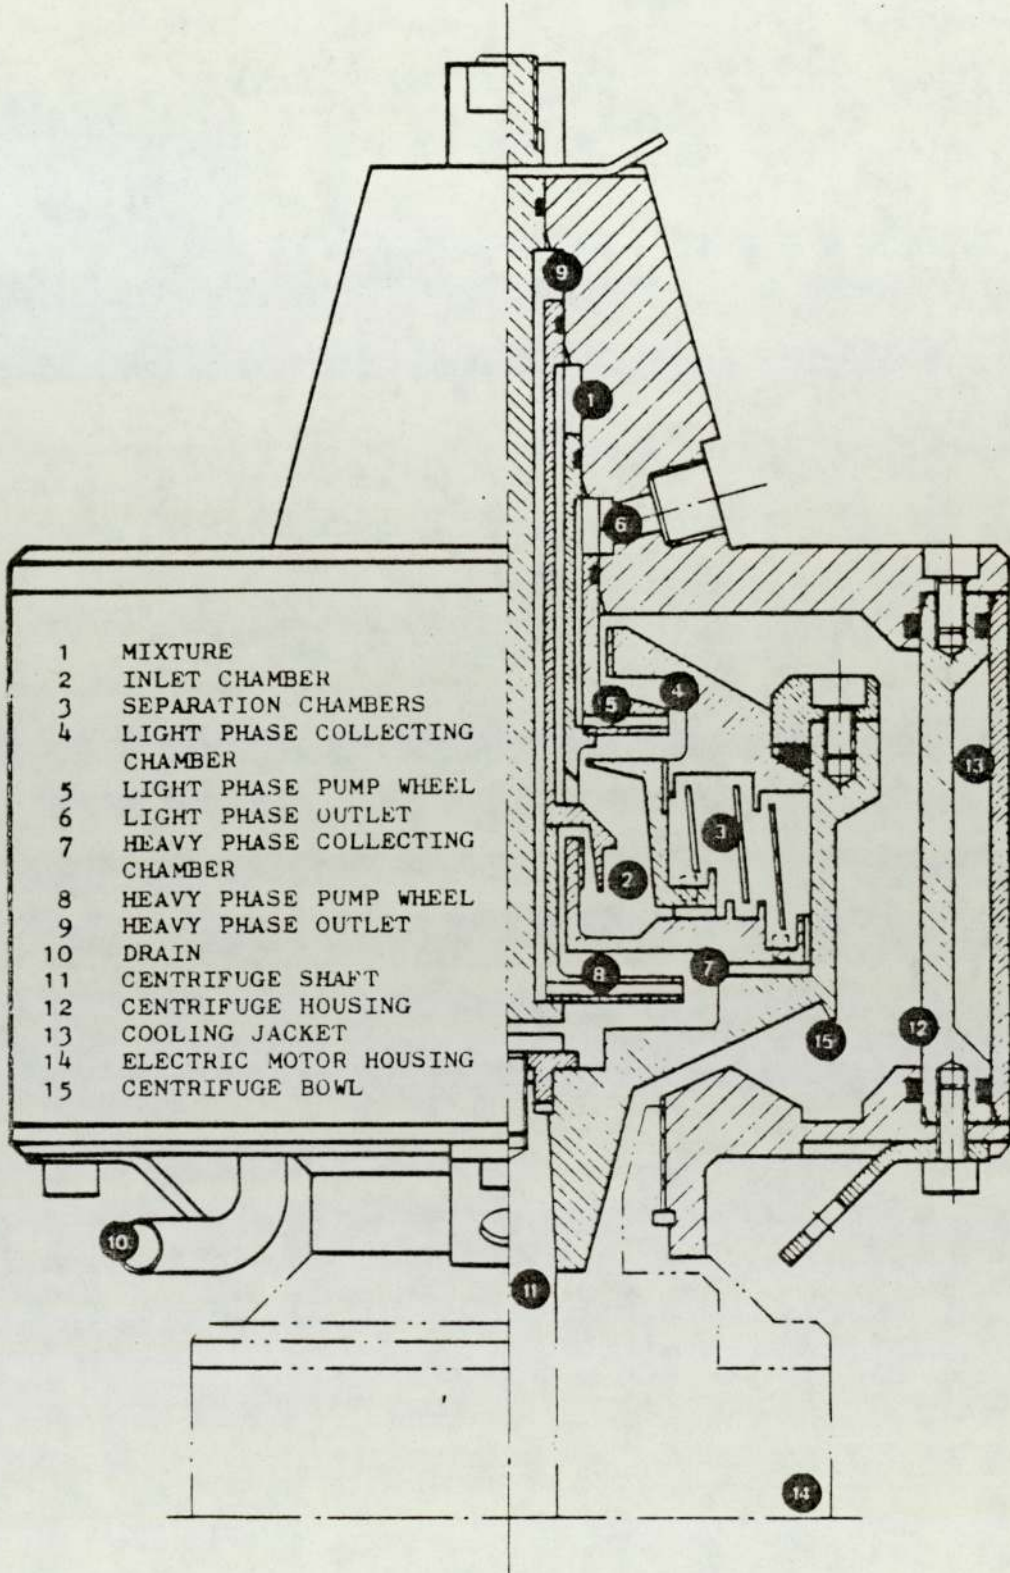 9
1
6
1 MIXTURE
2 INLET CHAMBER
3 SEPARATION CHAMBERS
4 LIGHT PHASE COLLECTING
CHAMBER
5 LIGHT PHASE PUMP WHEEL
6 LIGHT PHASE OUTLET
7 HEAVY PHASE COLLECTING
CHAMBER
8 HEAVY PHASE PUMP WHEEL
9 HEAVY PHASE OUTLET
10 DRAIN
11 CENTRIFUGE SHAFT
12 CENTRIFUGE HOUSING
13 COOLING JACKET
14 ELECTRIC MOTOR HOUSING
15 CENTRIFUGE BOWL
15
4
13
3
2
8
7
12
15
10
11
14